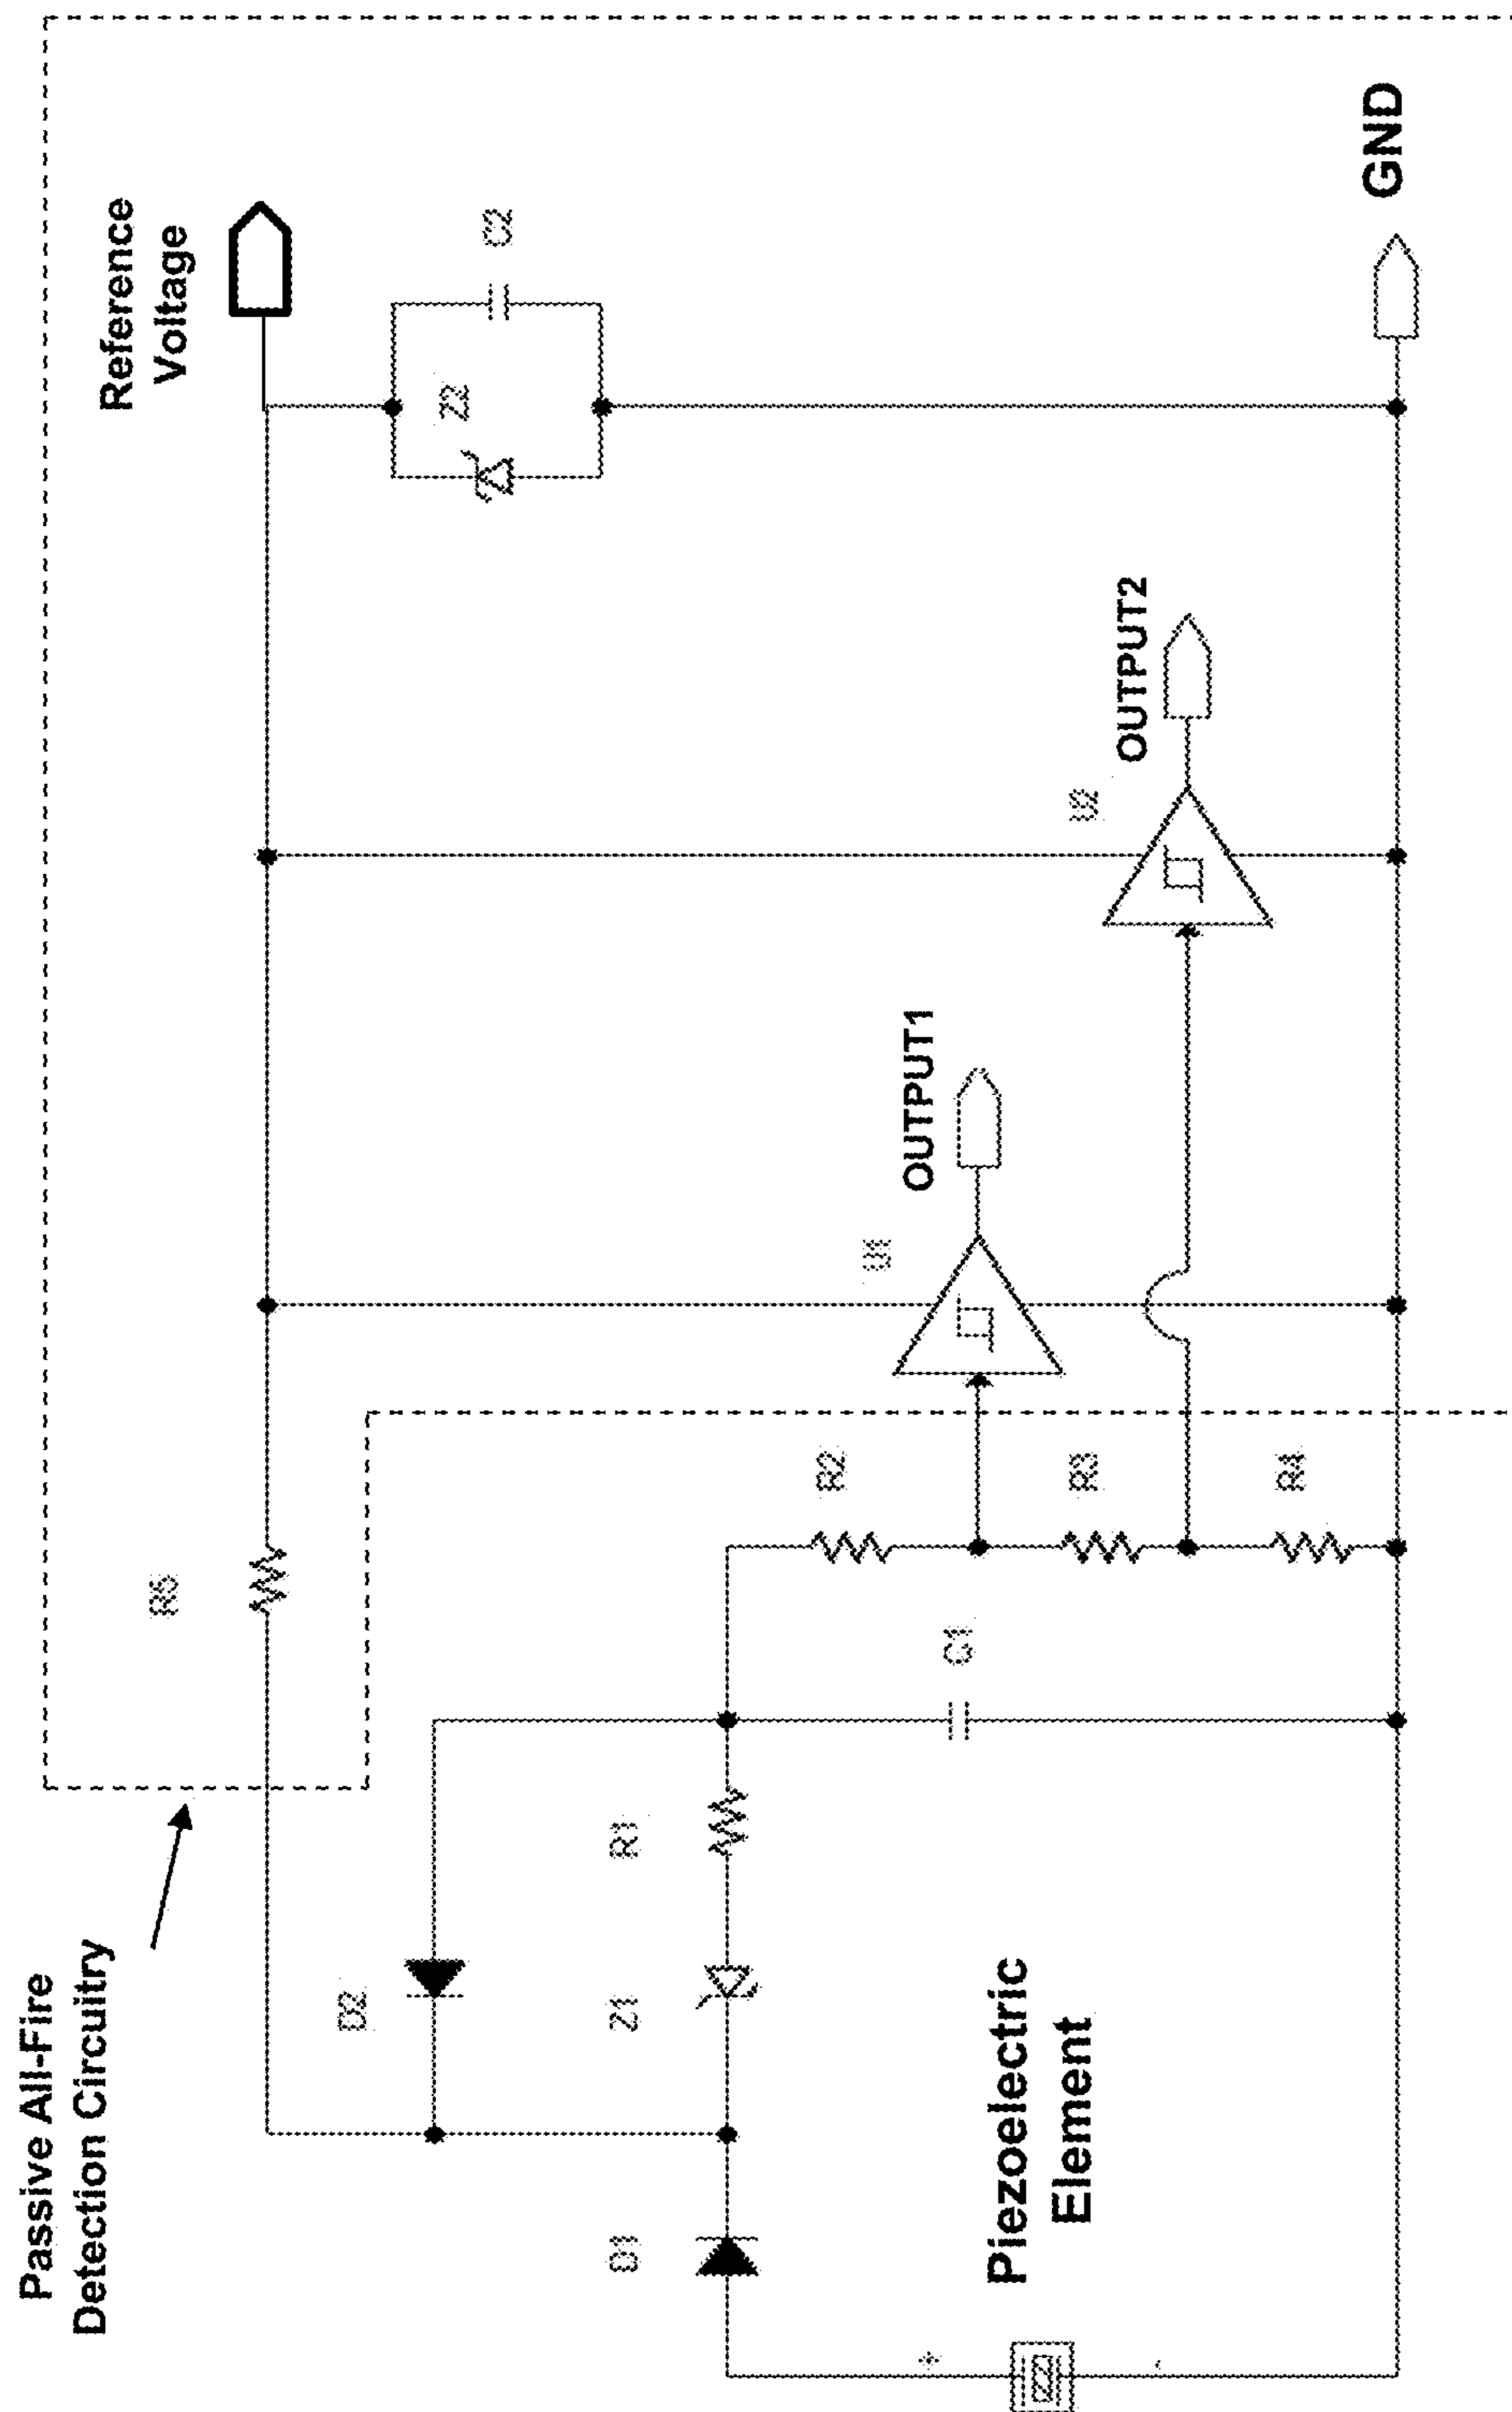 Passive All-Fire
Detection Circuitry
R5
Reference
Voltage
D2
Z2
C2
D1
Z1
R1
R2
U1
OUTPUT1
C1
Piezoelectric
Element
+
-
R3
U2
OUTPUT2
R4
GND